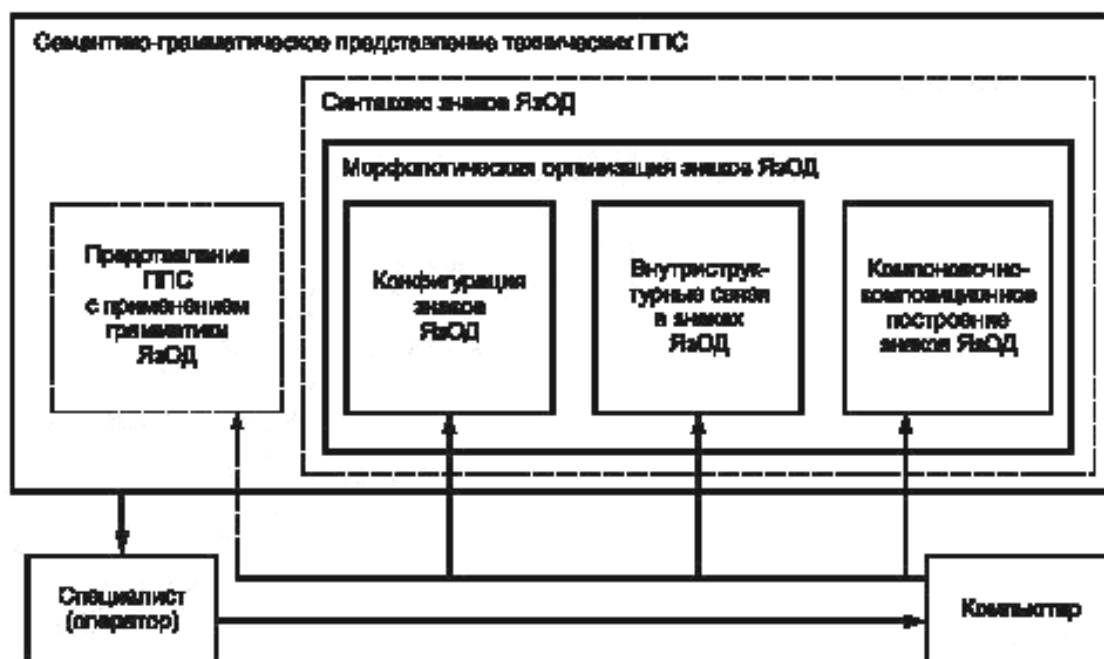 Семантико-грамматическое представление технических ППС
Синтаксис знаков ЯзОД
Морфологическая организация знаков ЯзОД
Представление
ППС
с применением
грамматики
ЯзОД
Конфигурация
знаков
ЯзОД
Внутриструк-
турные связи
в знаках
ЯзОД
Компоновочно-
композиционное
построение
знаков ЯзОД
Специалист
(оператор)
Компьютер